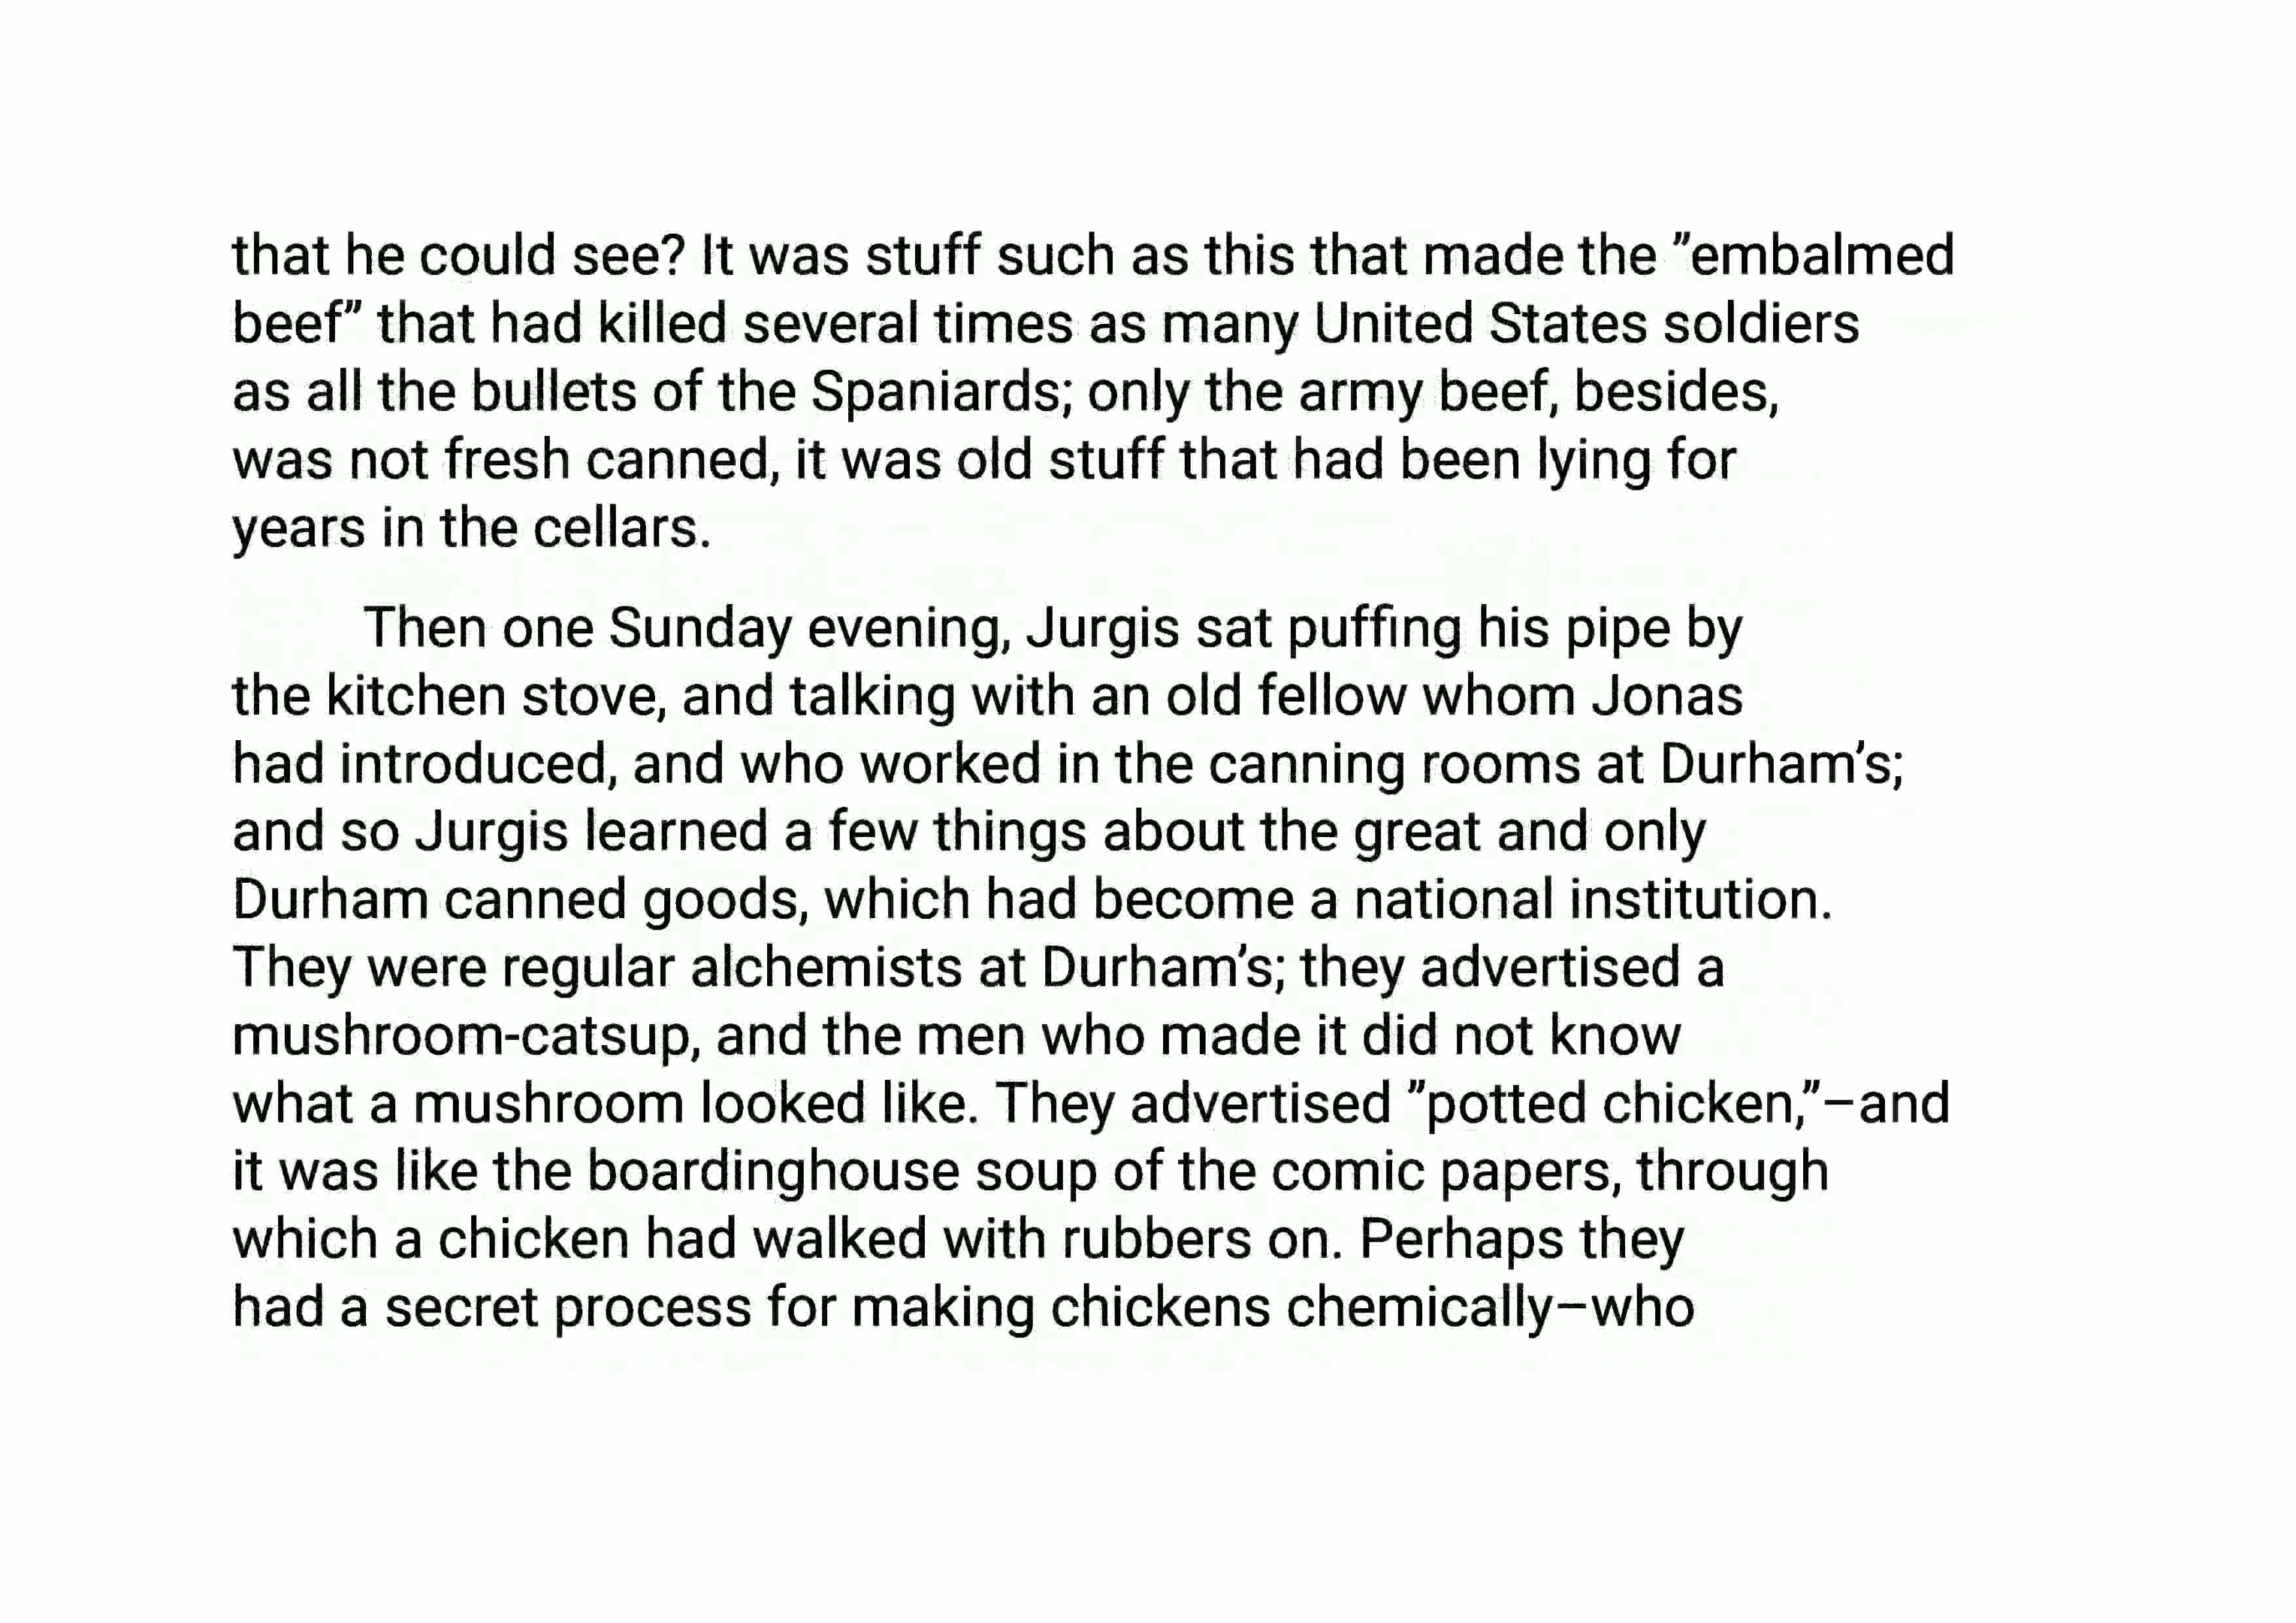 that he could see? It was stuff such as this that made the ”embalmed
beef” that had killed several times as many United States soldiers
as all the bullets of the Spaniards; only the army beef, besides,
was not fresh canned, it was old stuff that had been lying for
years in the cellars.
Then one Sunday evening, Jurgis sat puffing his pipe by
the kitchen stove, and talking with an old fellow whom Jonas
had introduced, and who worked in the canning rooms at Durham’s;
and so Jurgis learned a few things about the great and only
Durham canned goods, which had become a national institution.
They were regular alchemists at Durham’s; they advertised a
mushroom-catsup, and the men who made it did not know
what a mushroom looked like. They advertised ”potted chicken,”–and
it was like the boardinghouse soup of the comic papers, through
which a chicken had walked with rubbers on. Perhaps they
had a secret process for making chickens chemically–who